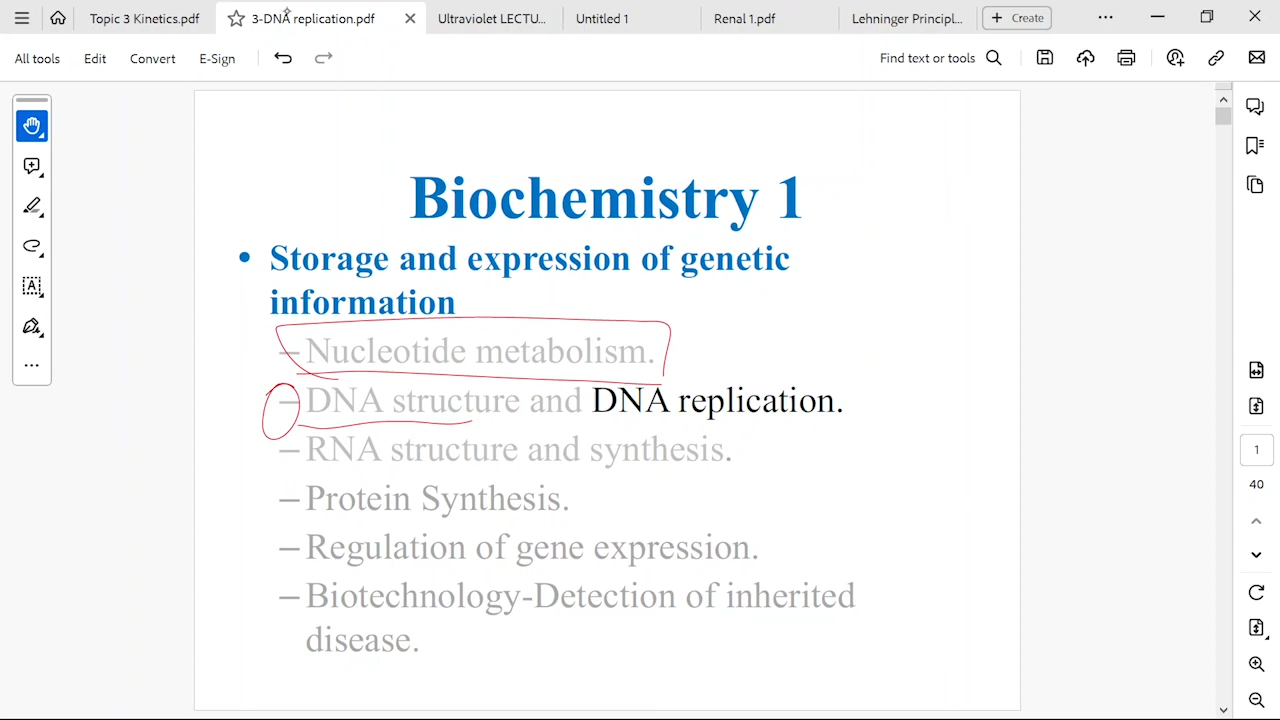 Topic 3 Kinetics.pdf
3-DNA replication.pdf
Ultraviolet LECTU...
Untitled 1
Renal 1.pdf
Lehninger Principl...
Create
All tools
Edit
Convert
E-Sign
Find text or tools
Biochemistry 1
• Storage and expression of genetic
information
– Nucleotide metabolism.
– DNA structure and DNA replication.
– RNA structure and synthesis.
– Protein Synthesis.
– Regulation of gene expression.
– Biotechnology-Detection of inherited
disease.
1
40